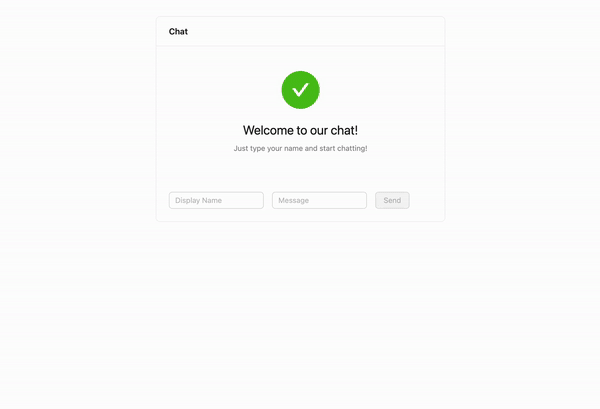 Chat
Welcome to our chat!
Just type your name and start chatting!
Display Name Message Send